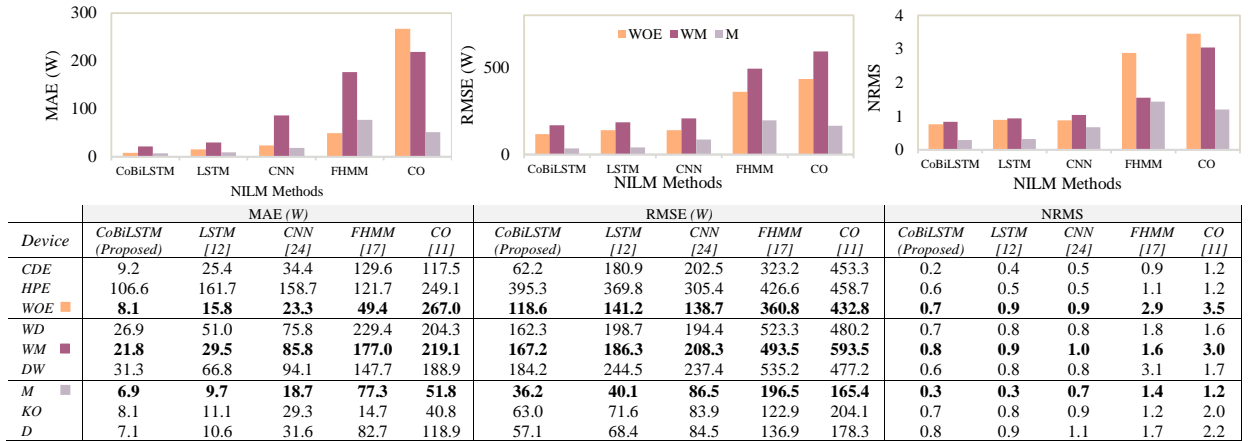 300
200
100
0
MAE (W)
CoBiLSTM LSTM CNN FHMM CO
NILM Methods
500
0
RMSE (W)
WOE WM M
CoBiLSTM LSTM CNN FHMM CO
NILM Methods
4
3
2
1
0
NRMS
CoBiLSTM LSTM CNN FHMM CO
NILM Methods
MAE (W) RMSE (W) NRMS
Device CoBiLSTM (Proposed) LSTM [12] CNN [24] FHMM [17] CO [11] CoBiLSTM (Proposed) LSTM [12] CNN [24] FHMM [17] CO [11] CoBiLSTM (Proposed) LSTM [12] CNN [24] FHMM [17] CO [11]
CDE 9.2 25.4 34.4 129.6 117.5 62.2 180.9 202.5 323.2 453.3 0.2 0.4 0.5 0.9 1.2
HPE 106.6 161.7 158.7 121.7 249.1 395.3 369.8 305.4 426.6 458.7 0.6 0.5 0.5 1.1 1.2
WOE 8.1 15.8 23.3 49.4 267.0 118.6 141.2 138.7 360.8 432.8 0.7 0.9 0.9 2.9 3.5
WD 26.9 51.0 75.8 229.4 204.3 162.3 198.7 194.4 523.3 480.2 0.7 0.8 0.8 1.8 1.6
WM 21.8 29.5 85.8 177.0 219.1 167.2 186.3 208.3 493.5 593.5 0.8 0.9 1.0 1.6 3.0
DW 31.3 66.8 94.1 147.7 188.9 184.2 244.5 237.4 535.2 477.2 0.6 0.8 0.8 3.1 1.7
M 6.9 9.7 18.7 77.3 51.8 36.2 40.1 86.5 196.5 165.4 0.3 0.3 0.7 1.4 1.2
KO 8.1 11.1 29.3 14.7 40.8 63.0 71.6 83.9 122.9 204.1 0.7 0.8 0.9 1.2 2.0
D 7.1 10.6 31.6 82.7 118.9 57.1 68.4 84.5 136.9 178.3 0.8 0.9 1.1 1.7 2.2